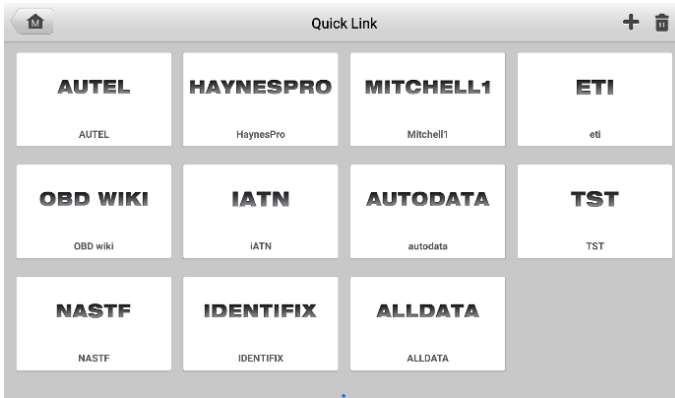 M
Quick Link
AUTEL
HAYNESPRO
MITCHELL1
ETI
AUTEL
HaynesPro
Mitchell1
eti
OBD WIKI
IATN
AUTODATA
TST
OBD wiki
iATN
autodata
TST
NASTF
IDENTIFIX
ALLDATA
NASTF
IDENTIFIX
ALLDATA